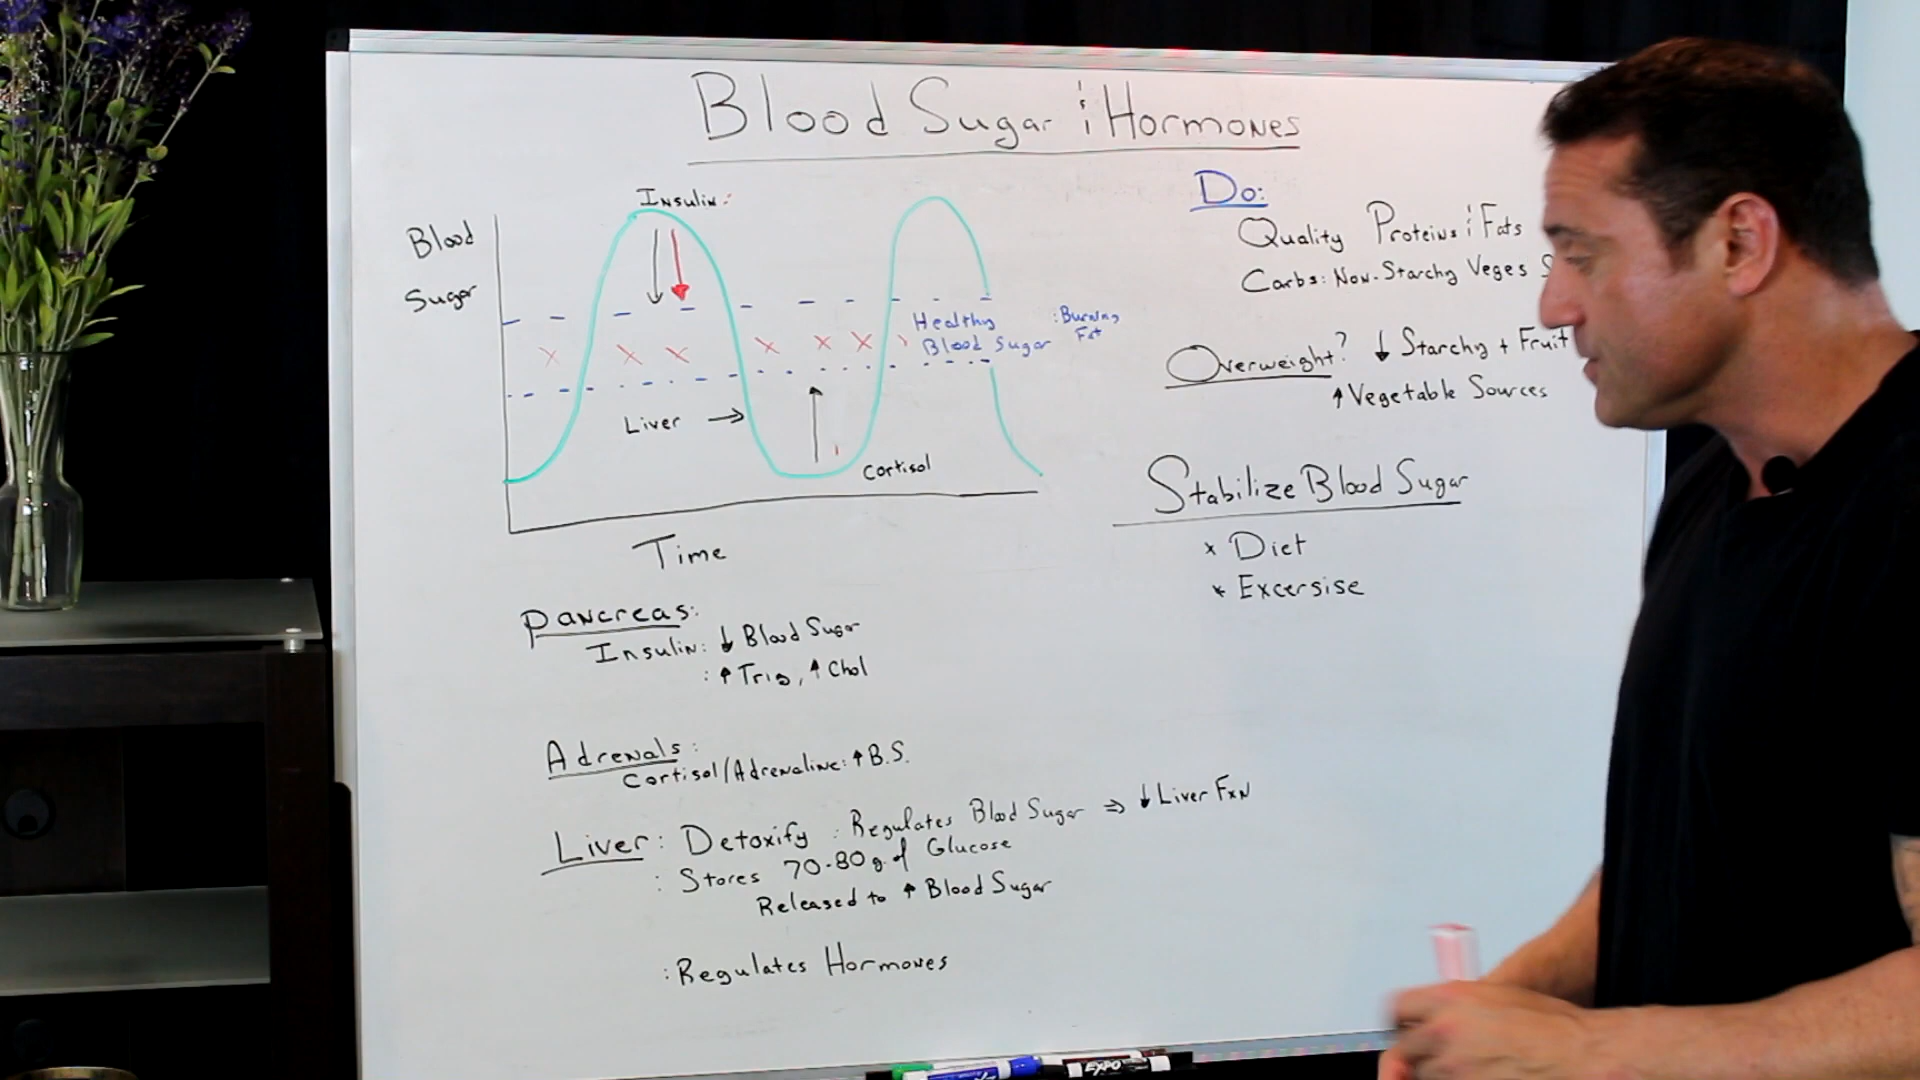 Blood Sugar & Hormones
Insulin:
Blood
Sugar
Healthy
Blood Sugar
: Burning
Fat
Liver →
Cortisol
Time
Do:
Quality Proteins & Fats
Carbs: Non-Starchy Veges
Overweight? ↓ Starchy + Fruit
↑ Vegetable Sources
Stabilize Blood Sugar
* Diet
* Excersise
Pancreas:
Insulin: ↓ Blood Sugar
: ↑ Trig, ↑ Chol
Adrenals:
Cortisol/Adrenaline: ↑ B.S.
Liver: Detoxify : Regulates Blood Sugar ⇒ ↓ Liver Fxn
: Stores 70-80g of Glucose
Released to ↑ Blood Sugar
: Regulates Hormones
EXPO